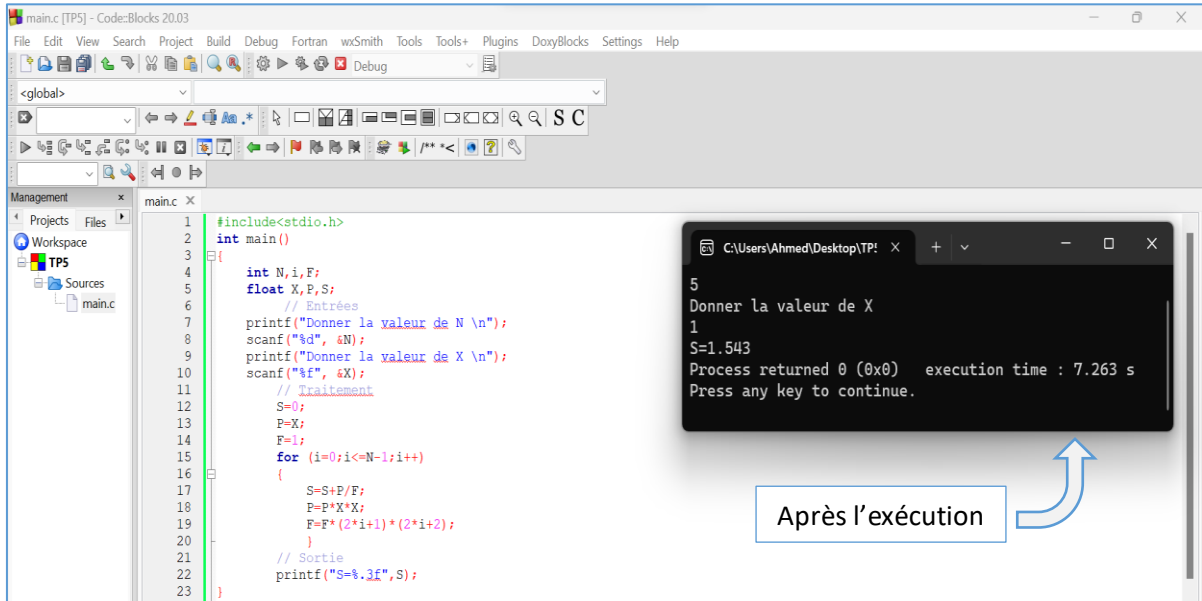 main.c [TP5] - Code::Blocks 20.03
File Edit View Search Project Build Debug Fortran wxSmith Tools Tools+ Plugins DoxyBlocks Settings Help
Debug
<global>
Aa .* S C
/** *<
Management
main.c
Projects Files
Workspace
TP5
Sources
main.c
1 #include<stdio.h>
2 int main()
3 {
4 int N,i,F;
5 float X,P,S;
6 // Entrées
7 printf("Donner la valeur de N \n");
8 scanf("%d", &N);
9 printf("Donner la valeur de X \n");
10 scanf("%f", &X);
11 // Traitement
12 S=0;
13 P=X;
14 F=1;
15 for (i=0;i<=N-1;i++)
16 {
17 S=S+P/F;
18 P=P*X*X;
19 F=F*(2*i+1)*(2*i+2);
20 }
21 // Sortie
22 printf("S=%.3f",S);
23 }
C:\Users\Ahmed\Desktop\TP!
5
Donner la valeur de X
1
S=1.543
Process returned 0 (0x0) execution time : 7.263 s
Press any key to continue.
Après l'exécution